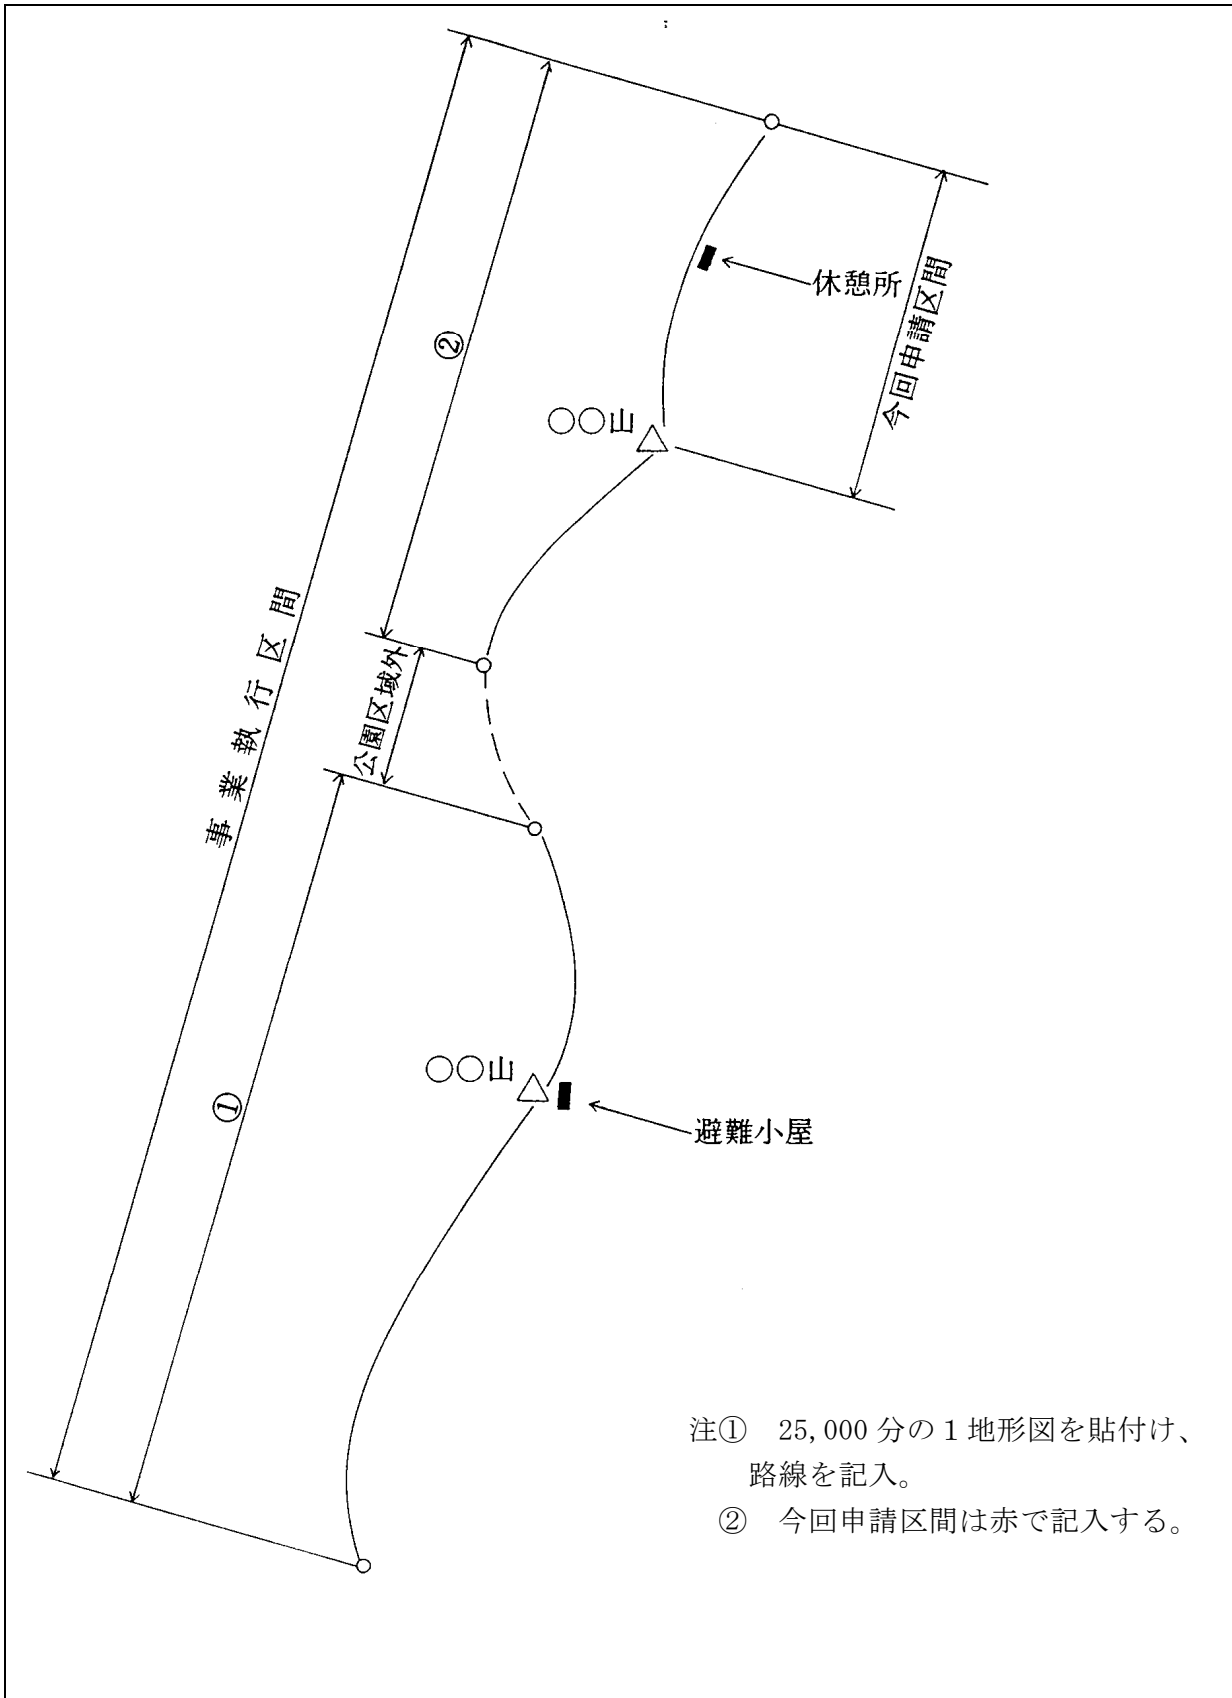 休憩所
今回申請区間
②
○○山
事業執行区間
公園区域外
○○山
①
避難小屋
注①　25,000 分の 1 地形図を貼付け、
路線を記入。
②　今回申請区間は赤で記入する。